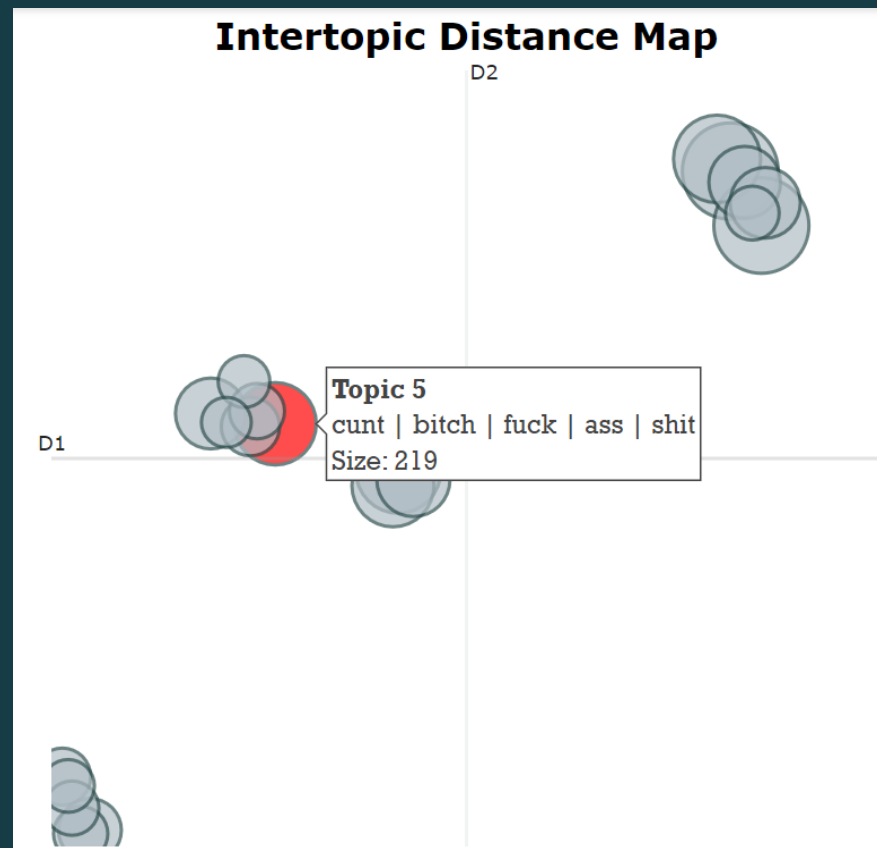 Intertopic Distance Map
D2
D1
Topic 5
cunt | bitch | fuck | ass | shit
Size: 219